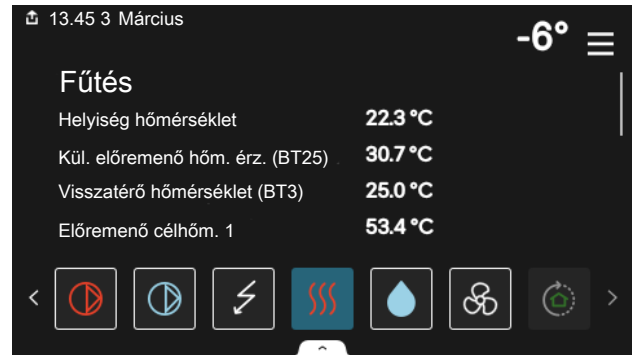 13.45 3 Március
-6°
Fűtés
Helyiség hőmérséklet 22.3 °C
Kül. előremenő hőm. érz. (BT25) 30.7 °C
Visszatérő hőmérséklet (BT3) 25.0 °C
Előremenő célhőm. 1 53.4 °C